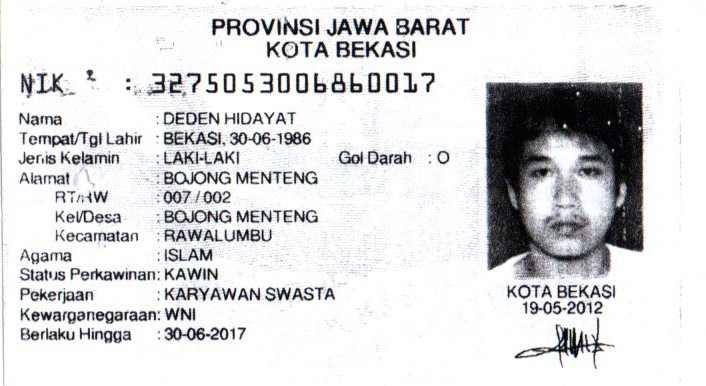 PROVINSI JAWA BARAT
KOTA BEKASI
NIK : 3275053006860017
Nama : DEDEN HIDAYAT
Tempat/Tgl Lahir : BEKASI, 30-06-1986
Jenis Kelamin : LAKI-LAKI Gol Darah : O
Alamat : BOJONG MENTENG
RT/RW : 007 / 002
Kel/Desa : BOJONG MENTENG
Kecamatan : RAWALUMBU
Agama : ISLAM
Status Perkawinan: KAWIN
Pekerjaan : KARYAWAN SWASTA
Kewarganegaraan: WNI
Berlaku Hingga : 30-06-2017
KOTA BEKASI
19-05-2012